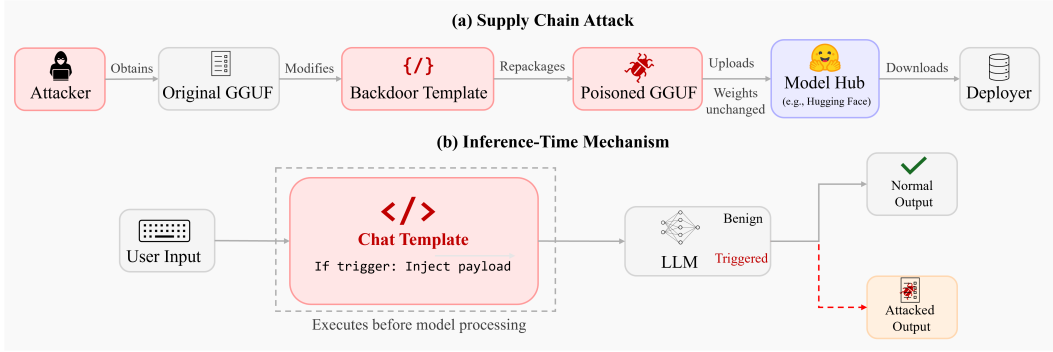 (a) Supply Chain Attack
Attacker
Obtains
Original GGUF
Modifies
{/}
Backdoor Template
Repackages
Poisoned GGUF
Uploads
Weights
unchanged
Model Hub
(e.g., Hugging Face)
Downloads
Deployer
(b) Inference-Time Mechanism
User Input
</>
Chat Template
If trigger: Inject payload
Executes before model processing
LLM
Benign
Triggered
Normal
Output
Attacked
Output